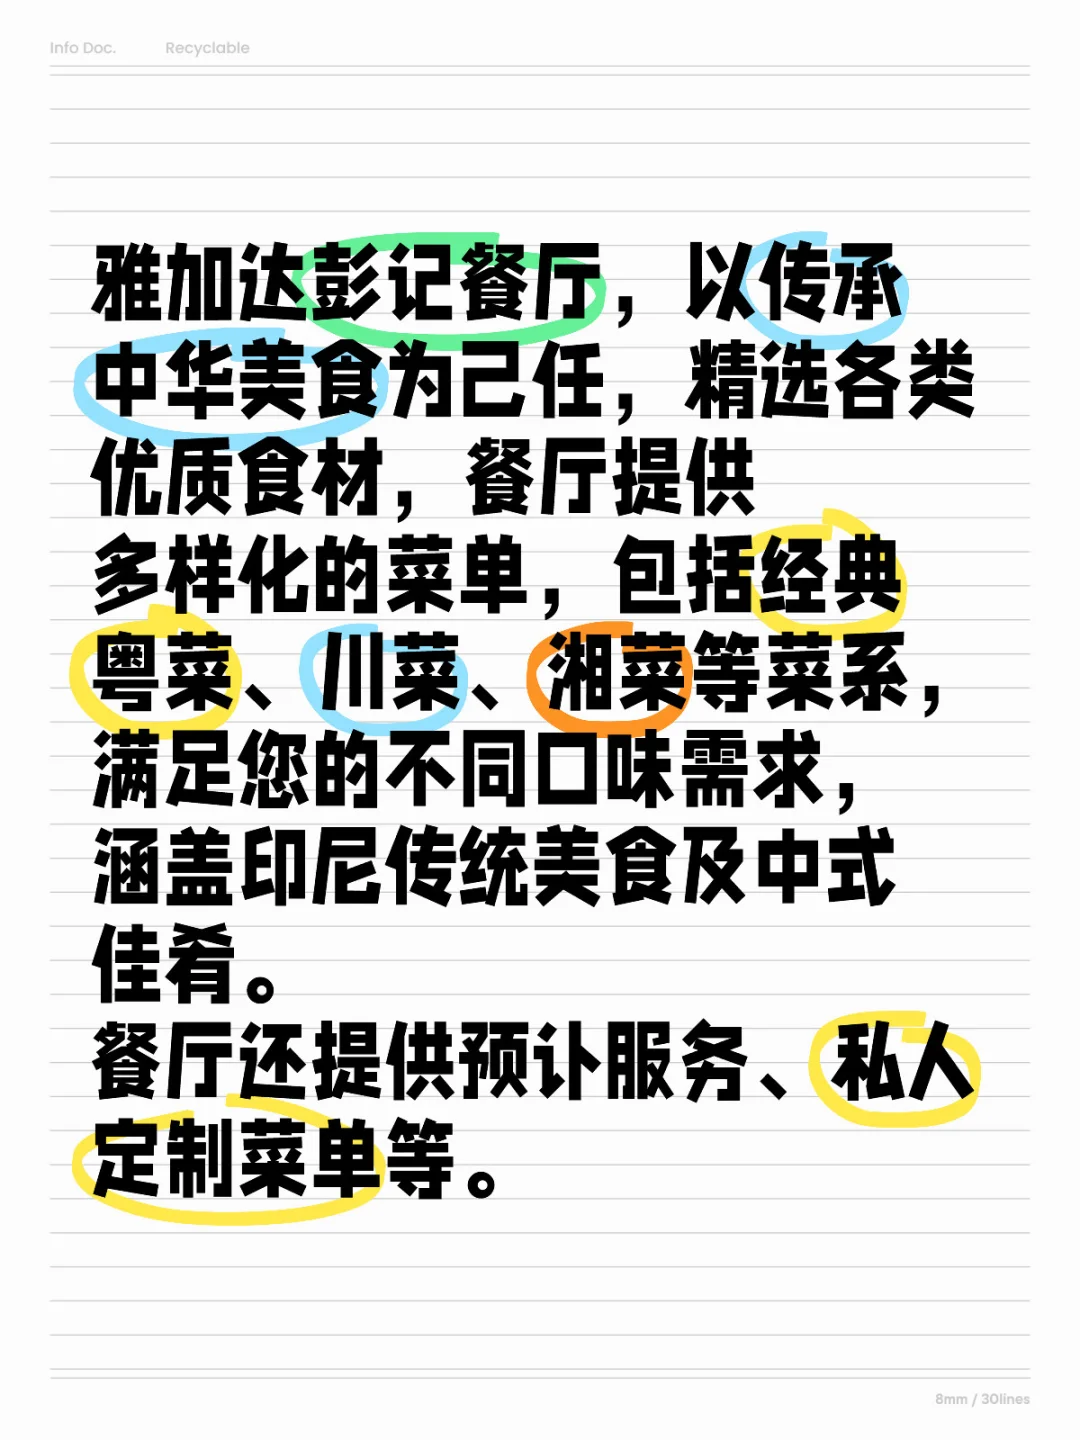 Info Doc. Recyclable
雅加达彭记餐厅，以传承
中华美食为己任，精选各类
优质食材，餐厅提供
多样化的菜单，包括经典
粤菜、川菜、湘菜等菜系，
满足您的不同口味需求，
涵盖印尼传统美食及中式
佳肴。
餐厅还提供预讣服务、私人
定制菜单等。
8mm / 30lines